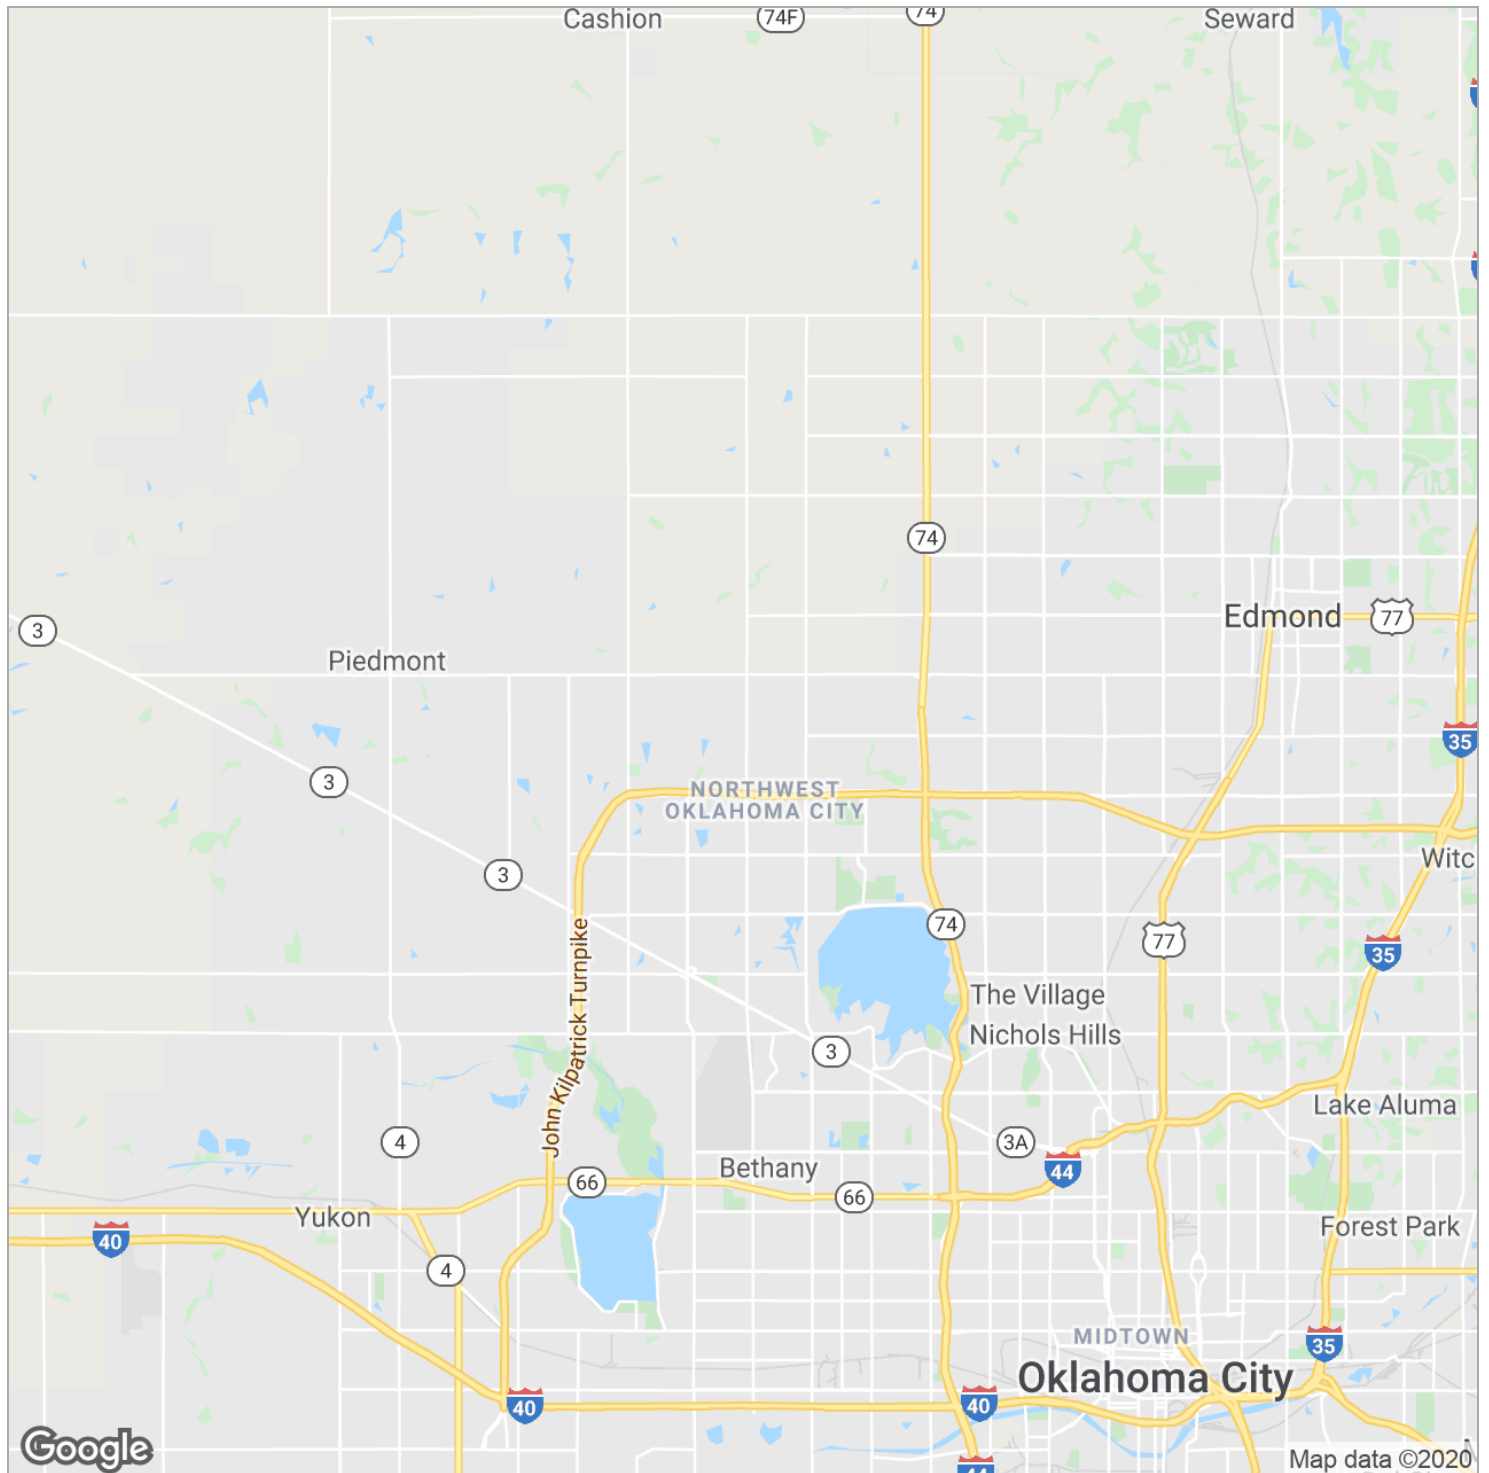 Cashion
74F
74
Seward
74
Edmond
77
3
Piedmont
35
3
NORTHWEST
OKLAHOMA CITY
Witc
3
74
77
35
John Kilpatrick Turnpike
The Village
Nichols Hills
3
Lake Aluma
4
3A
Bethany
44
66
66
Yukon
Forest Park
40
4
MIDTOWN
35
Oklahoma City
40
40
Google
Map data ©2020